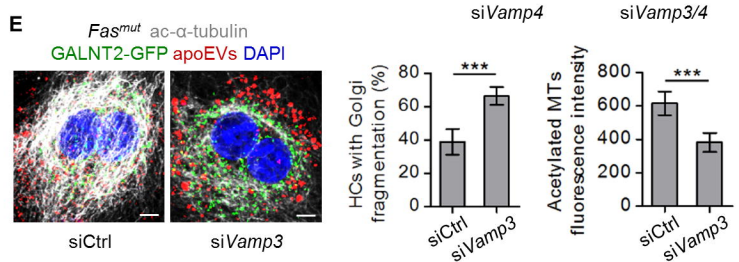 siVamp4
siVamp3/4
E
Fas^mut ac-α-tubulin
GALNT2-GFP apoEVs DAPI
siCtrl
siVamp3
HCs with Golgi
fragmentation (%)
80
60
40
20
0
***
siCtrl
siVamp3
Acetylated MTs
fluorescence intensity
800
600
400
200
0
***
siCtrl
siVamp3